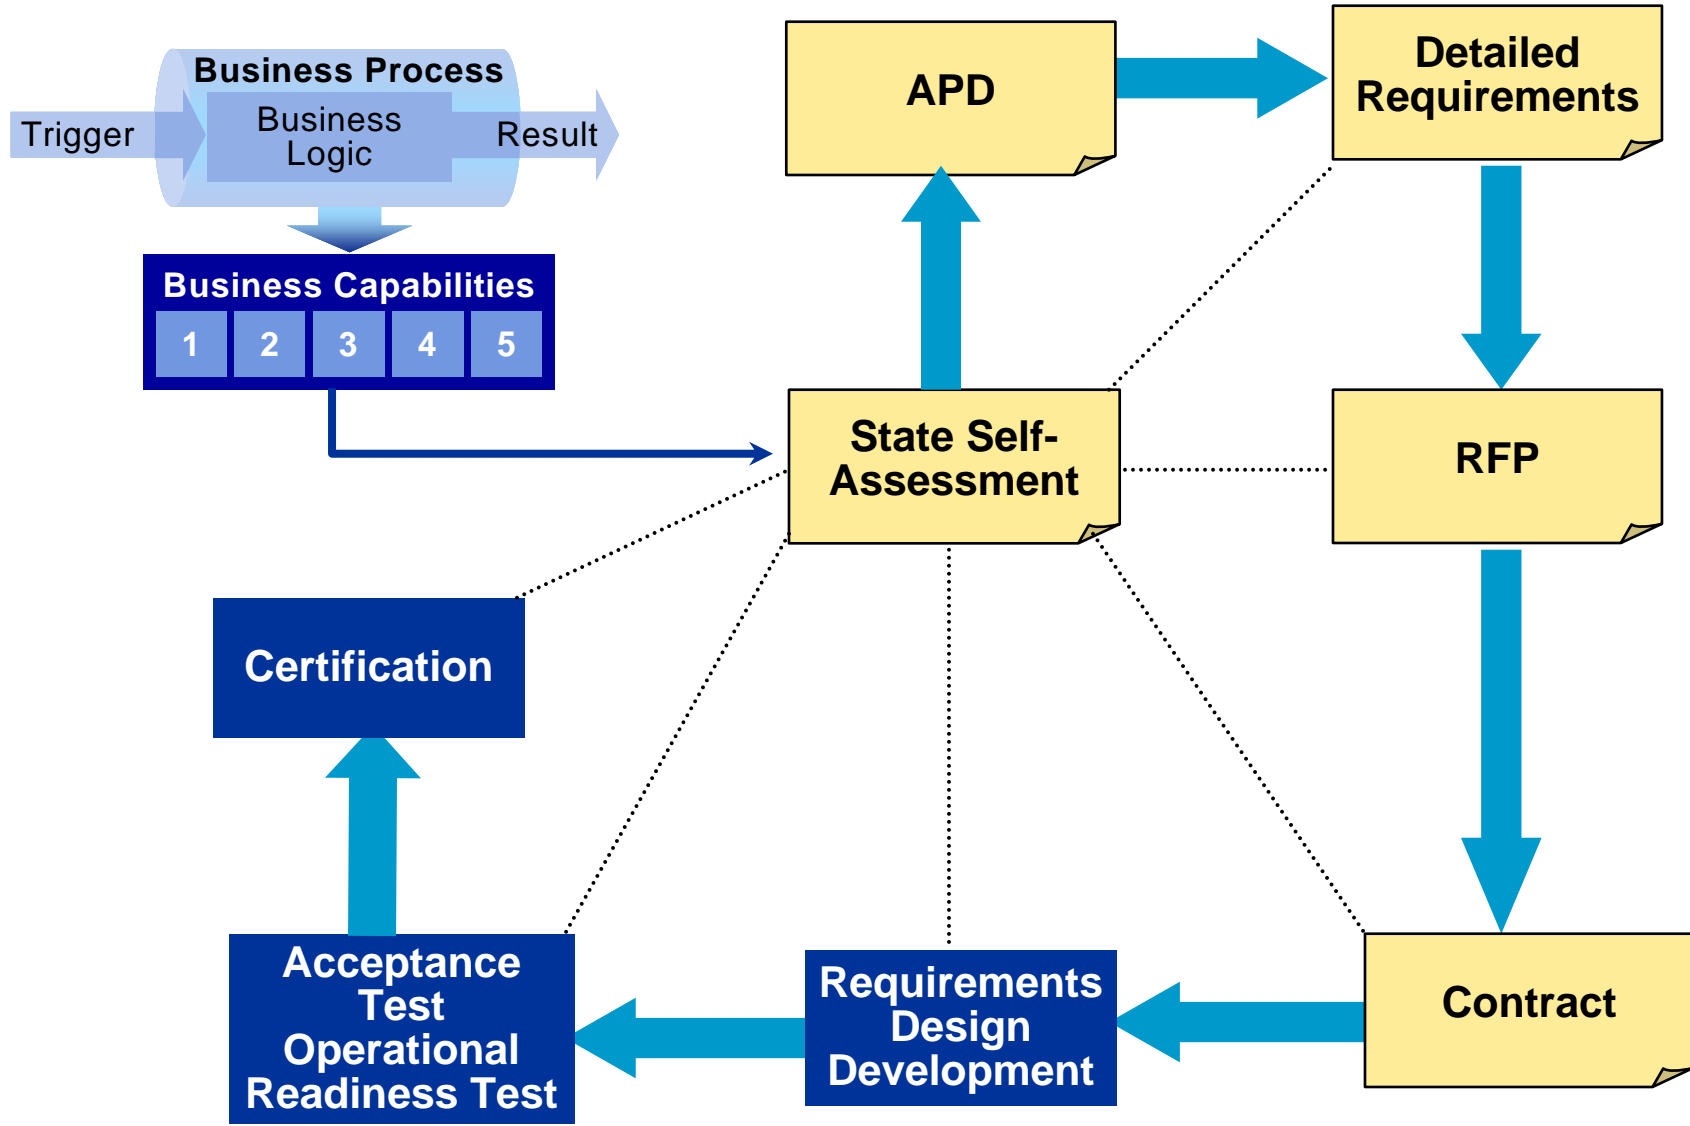 Business Process
Trigger
Business
Logic
Result
Business Capabilities
1 2 3 4 5
APD
Detailed
Requirements
State Self-
Assessment
RFP
Certification
Acceptance
Test
Operational
Readiness Test
Requirements
Design
Development
Contract